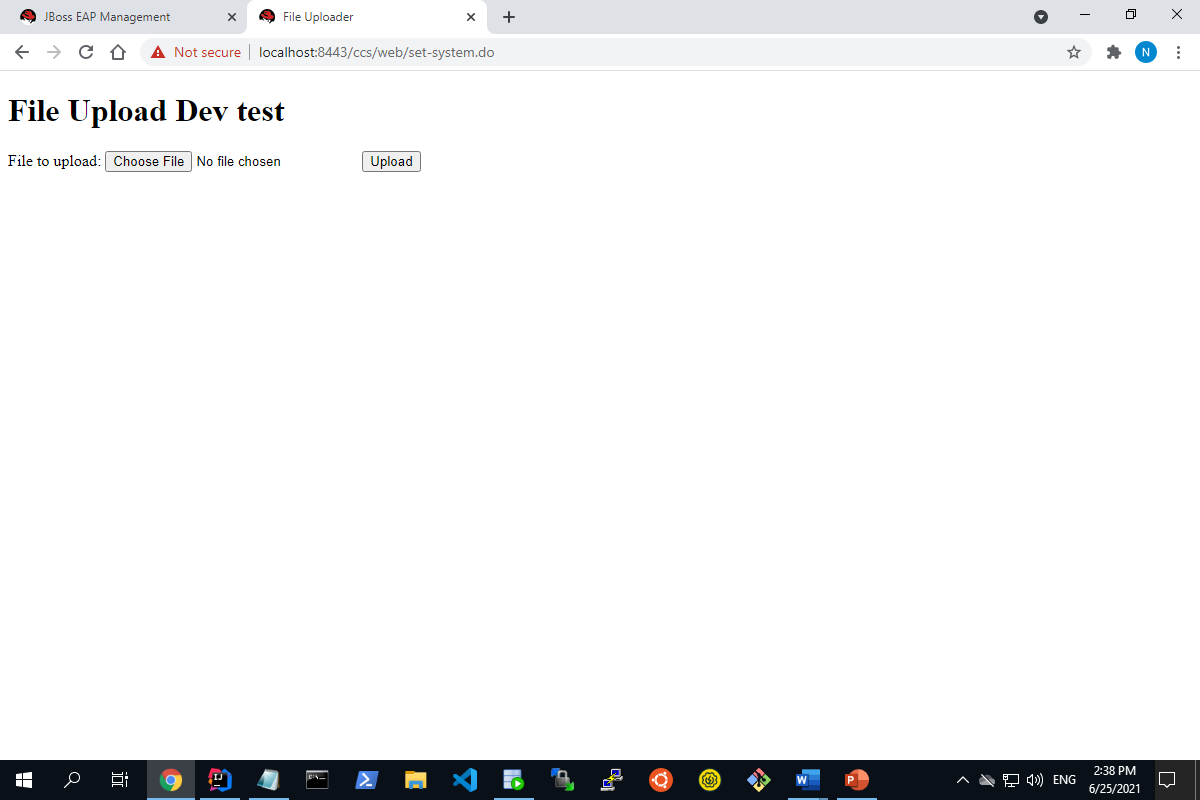 JBoss EAP Management
File Uploader
Not secure
localhost:8443/ccs/web/set-system.do
N
File Upload Dev test
File to upload: Choose File No file chosen Upload
ENG
2:38 PM
6/25/2021